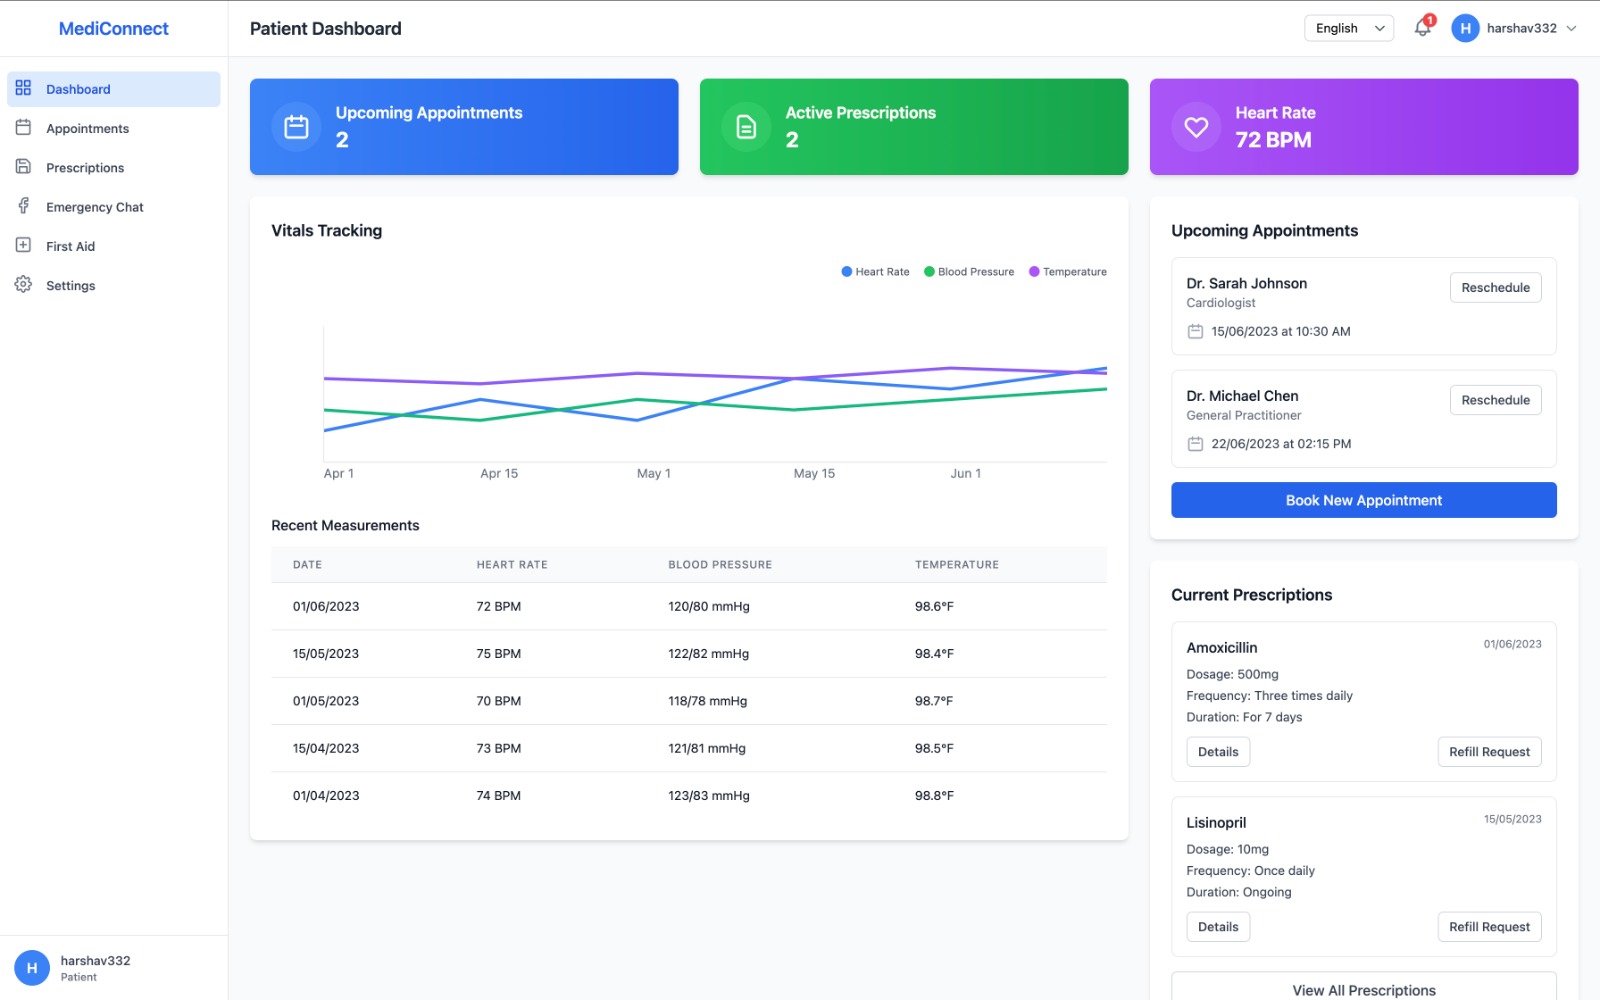 MediConnect
Patient Dashboard
English
1
H
harshav332
Dashboard
Appointments
Prescriptions
Emergency Chat
First Aid
Settings
H
harshav332
Patient
Upcoming Appointments
2
Active Prescriptions
2
Heart Rate
72 BPM
Vitals Tracking
Heart Rate Blood Pressure Temperature
Apr 1 Apr 15 May 1 May 15 Jun 1
Recent Measurements
DATE HEART RATE BLOOD PRESSURE TEMPERATURE
01/06/2023 72 BPM 120/80 mmHg 98.6°F
15/05/2023 75 BPM 122/82 mmHg 98.4°F
01/05/2023 70 BPM 118/78 mmHg 98.7°F
15/04/2023 73 BPM 121/81 mmHg 98.5°F
01/04/2023 74 BPM 123/83 mmHg 98.8°F
Upcoming Appointments
Dr. Sarah Johnson
Cardiologist
15/06/2023 at 10:30 AM
Reschedule
Dr. Michael Chen
General Practitioner
22/06/2023 at 02:15 PM
Reschedule
Book New Appointment
Current Prescriptions
Amoxicillin
01/06/2023
Dosage: 500mg
Frequency: Three times daily
Duration: For 7 days
Details
Refill Request
Lisinopril
15/05/2023
Dosage: 10mg
Frequency: Once daily
Duration: Ongoing
Details
Refill Request
View All Prescriptions